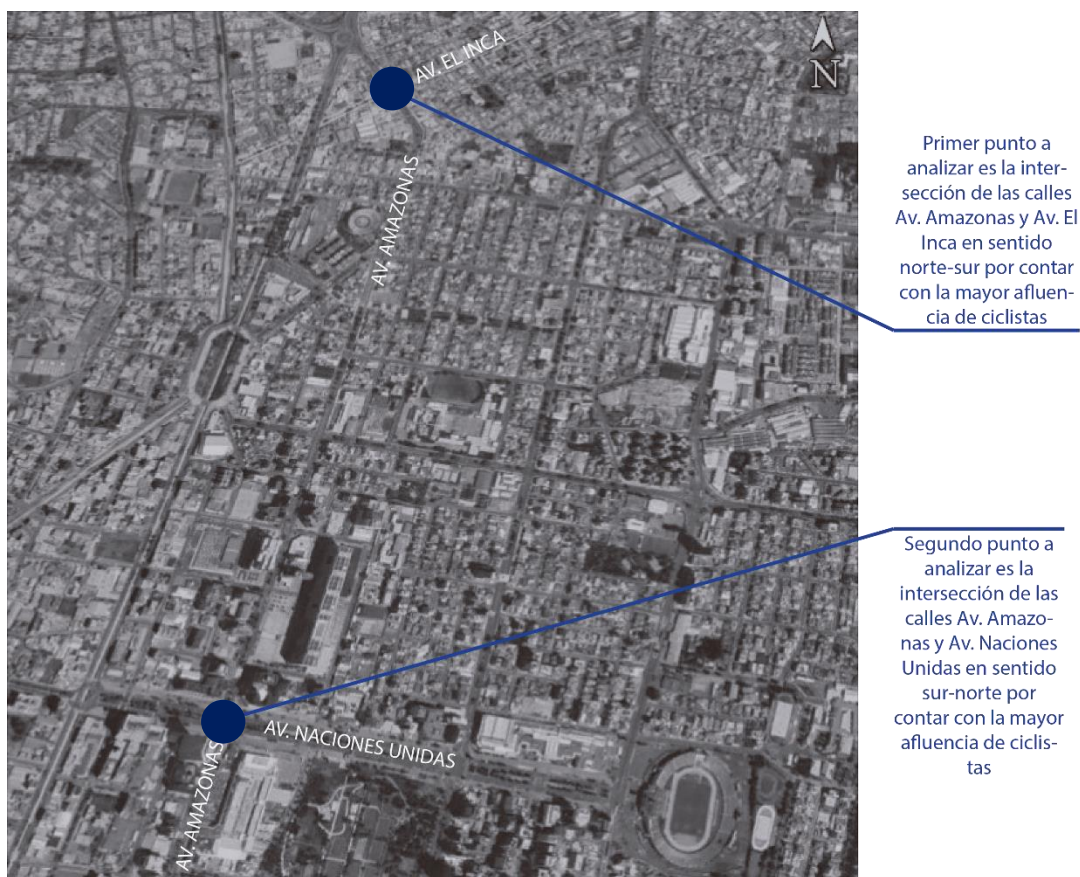 AV. EL INCA
N
AV. AMAZONAS
Primer punto a
analizar es la inter-
sección de las calles
Av. Amazonas y Av. El
Inca en sentido
norte-sur por contar
con la mayor afluen-
cia de ciclistas
Segundo punto a
analizar es la
intersección de las
calles Av. Amazo-
nas y Av. Naciones
Unidas en sentido
sur-norte por
contar con la mayor
afluencia de ciclis-
tas
AV. NACIONES UNIDAS
AV. AMAZONAS